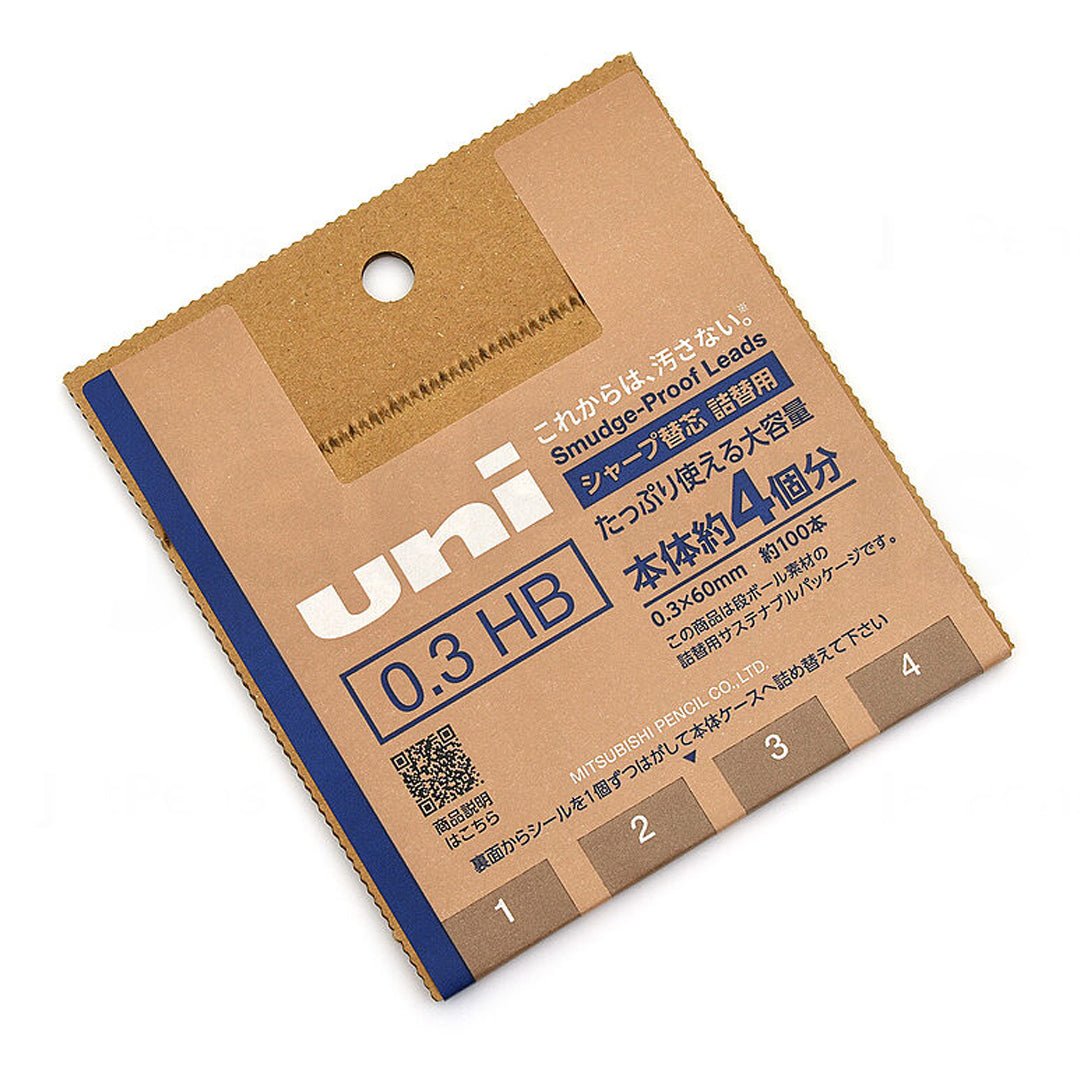 uni
0.3 HB
これからは、汚さない。※
Smudge-Proof Leads
シャープ替芯 詰替用
たっぷり使える大容量
本体約4個分
0.3×60mm 約100本
この商品は段ボール素材の
詰替用サステナブルパッケージです。
MITSUBISHI PENCIL CO.,LTD.
商品説明
はこちら
裏面からシールを1個ずつはがして本体ケースへ詰め替えて下さい
1
2
3
4